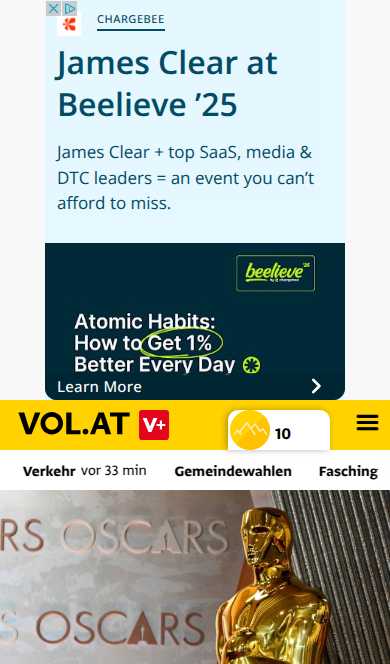 CHARGEBEE
James Clear at
Beelieve ’25
James Clear + top SaaS, media &
DTC leaders = an event you can’t
afford to miss.
beelieve '25
by chargebee
Atomic Habits:
How to Get 1%
Better Every Day
Learn More
VOL.AT V+
10
Verkehr vor 33 min Gemeindewahlen Fasching
RS OSCARS
S OSCARS